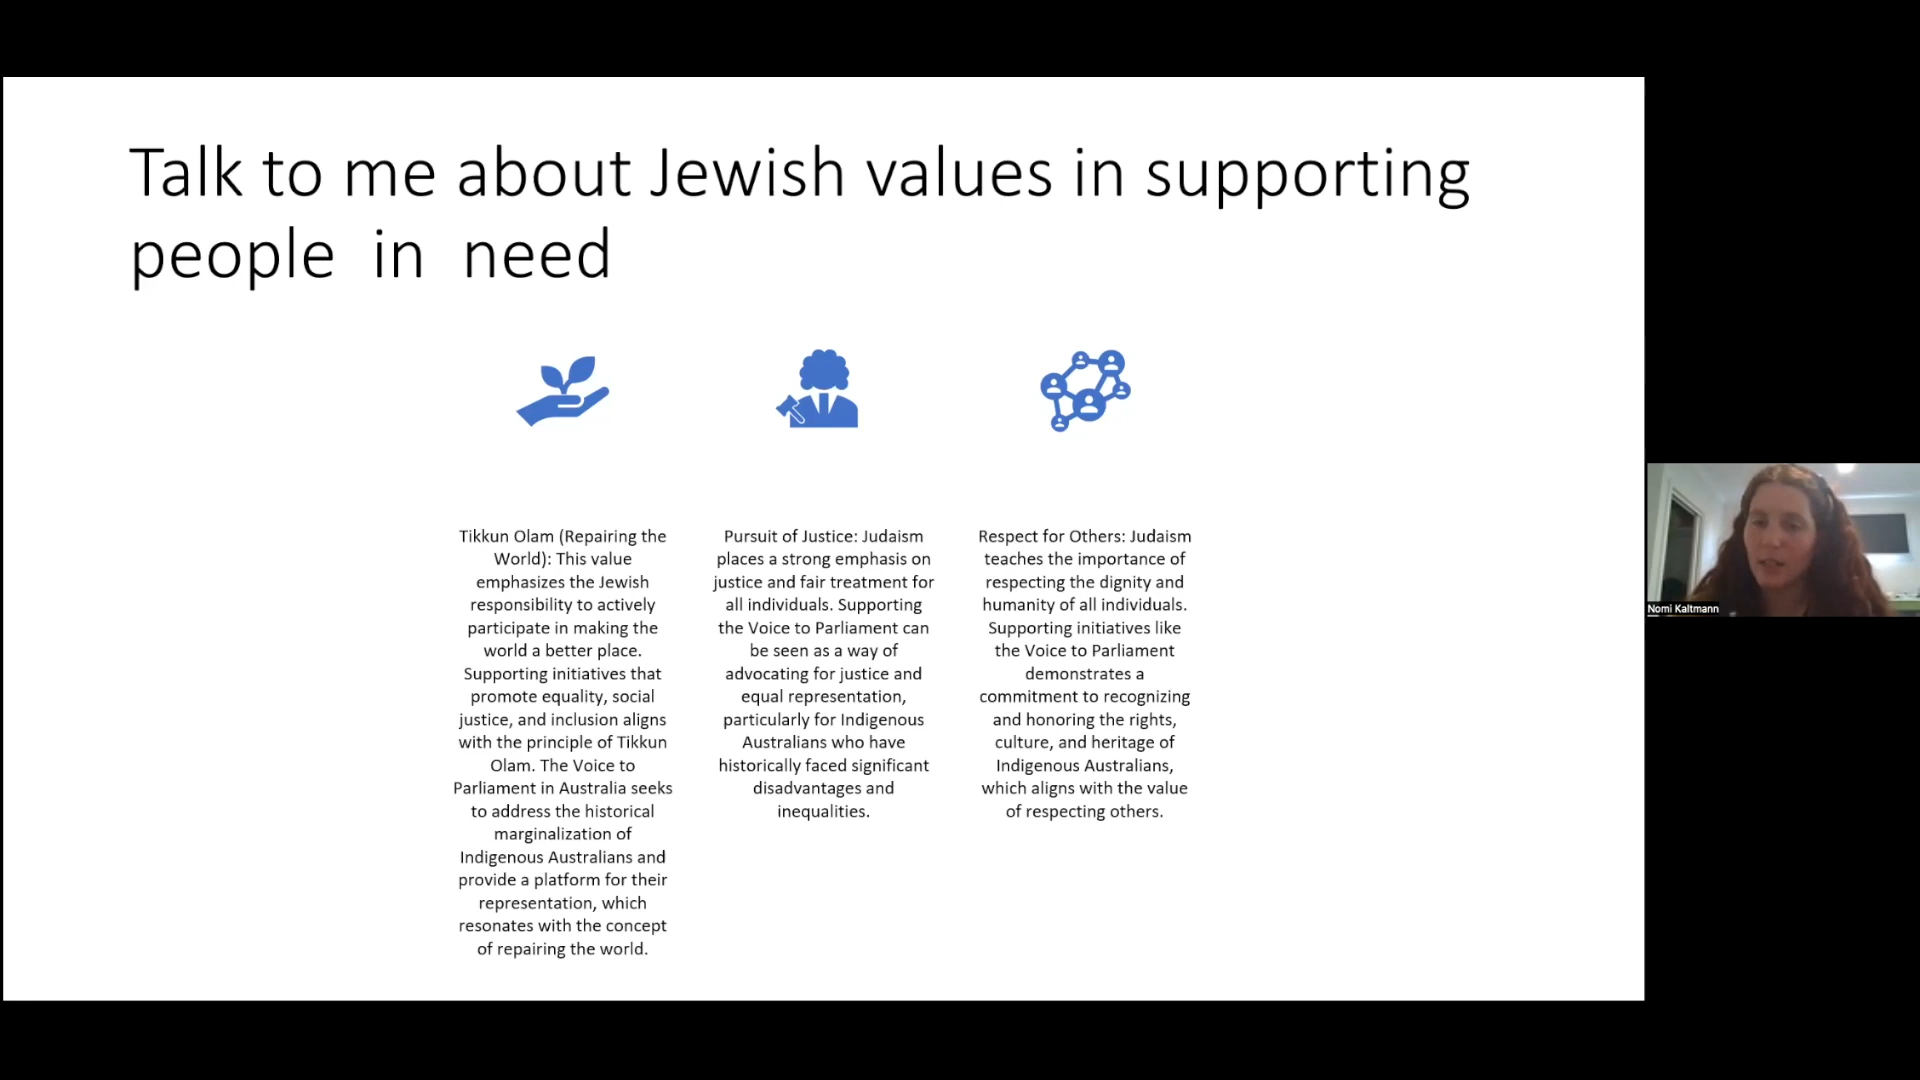 Talk to me about Jewish values in supporting
people in need
Tikkun Olam (Repairing the
World): This value
emphasizes the Jewish
responsibility to actively
participate in making the
world a better place.
Supporting initiatives that
promote equality, social
justice, and inclusion aligns
with the principle of Tikkun
Olam. The Voice to
Parliament in Australia seeks
to address the historical
marginalization of
Indigenous Australians and
provide a platform for their
representation, which
resonates with the concept
of repairing the world.
Pursuit of Justice: Judaism
places a strong emphasis on
justice and fair treatment for
all individuals. Supporting
the Voice to Parliament can
be seen as a way of
advocating for justice and
equal representation,
particularly for Indigenous
Australians who have
historically faced significant
disadvantages and
inequalities.
Respect for Others: Judaism
teaches the importance of
respecting the dignity and
humanity of all individuals.
Supporting initiatives like
the Voice to Parliament
demonstrates a
commitment to recognizing
and honoring the rights,
culture, and heritage of
Indigenous Australians,
which aligns with the value
of respecting others.
Nomi Kaltmann